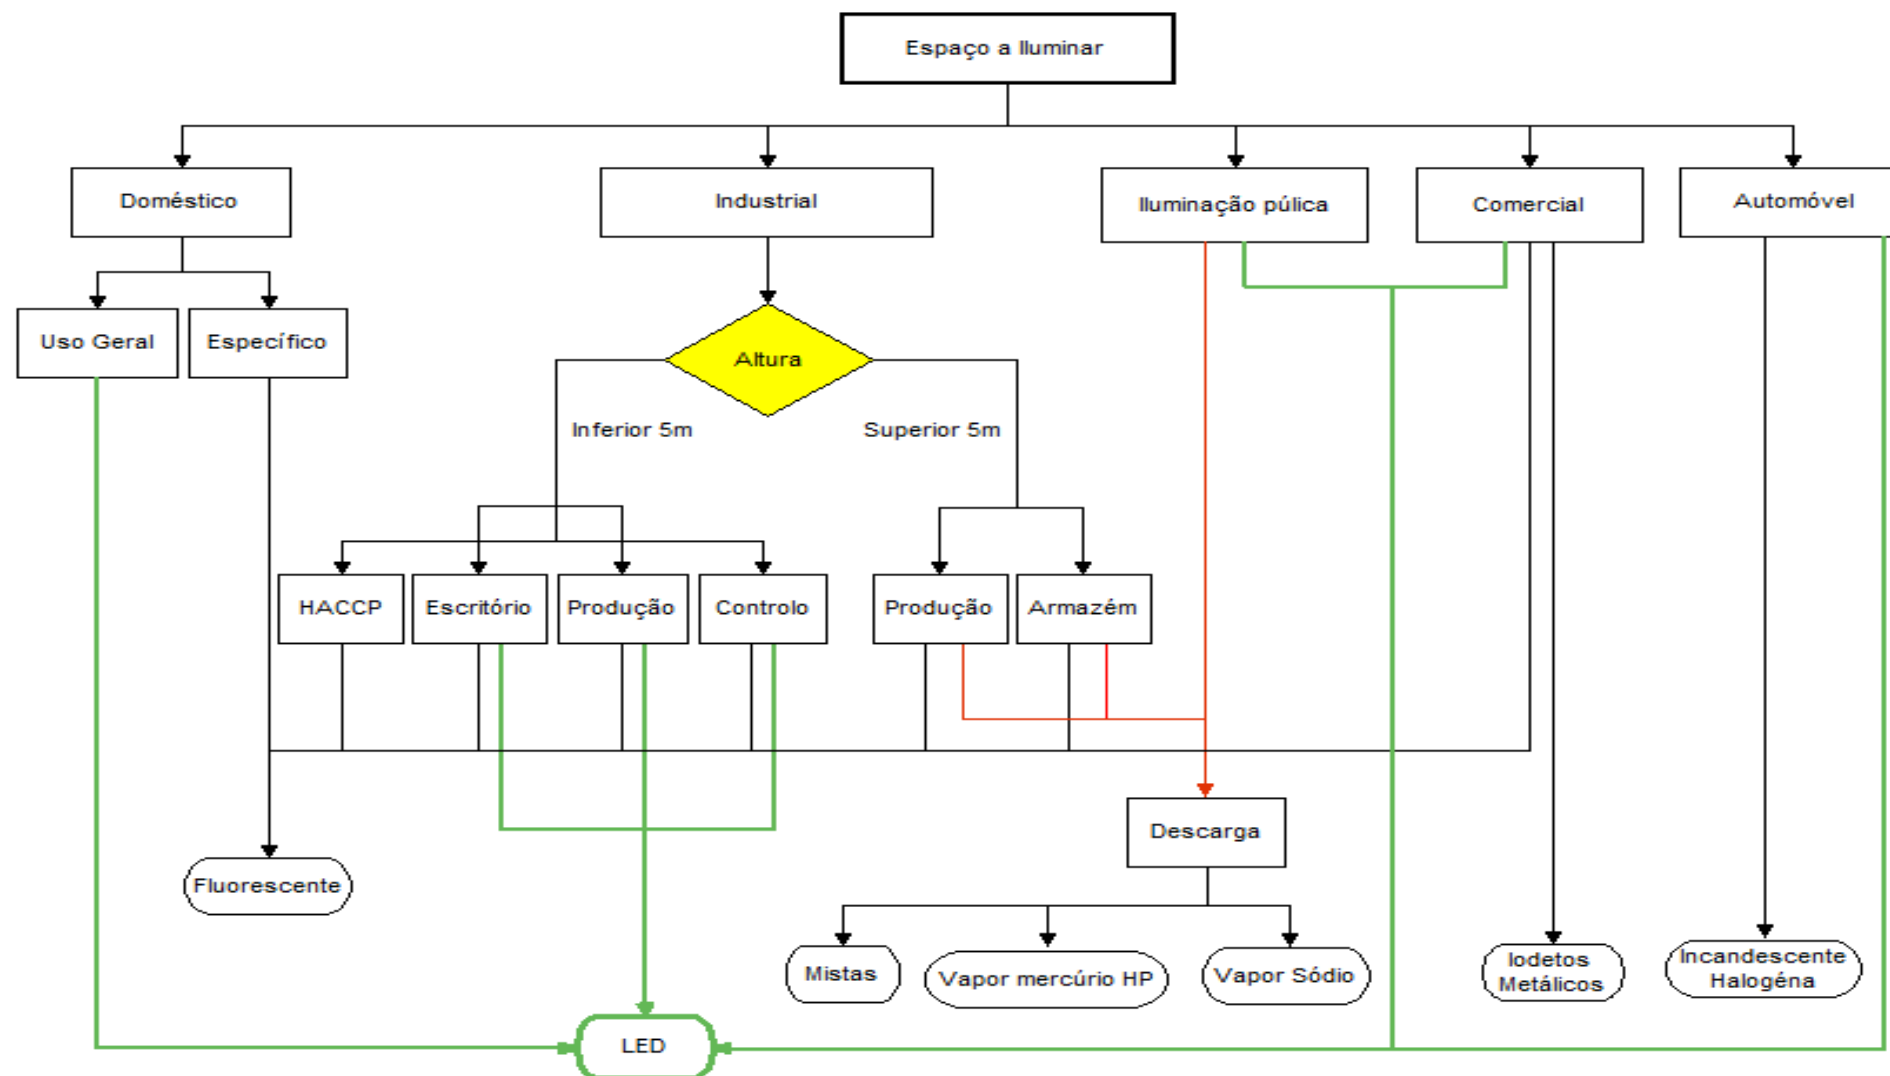 Espaço a Iluminar
Doméstico
Industrial
Iluminação púlica
Comercial
Automóvel
Uso Geral
Específico
Altura
Inferior 5m
Superior 5m
HACCP
Escritório
Produção
Controlo
Produção
Armazém
Descarga
Fluorescente
Mistas
Vapor mercúrio HP
Vapor Sódio
Iodetos
Metálicos
Incandescente
Halogéna
LED